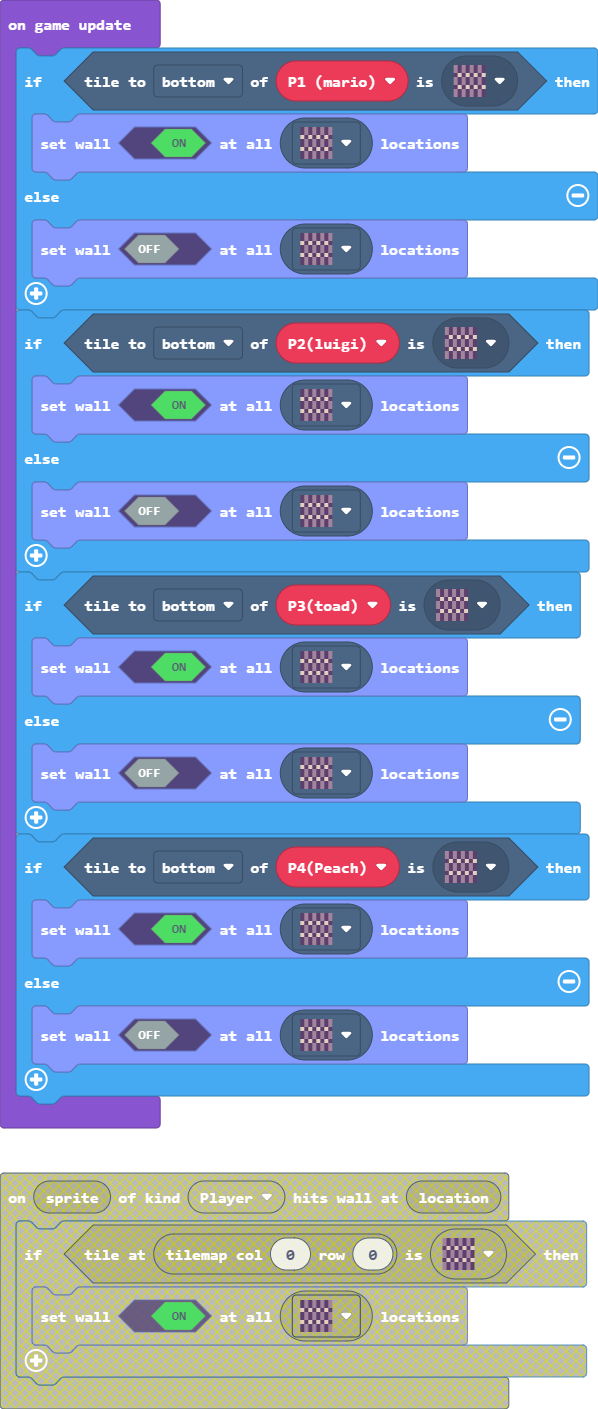 on game update
if tile to bottom of P1 (mario) is then
set wall ON at all locations
else
set wall OFF at all locations
if tile to bottom of P2(luigi) is then
set wall ON at all locations
else
set wall OFF at all locations
if tile to bottom of P3(toad) is then
set wall ON at all locations
else
set wall OFF at all locations
if tile to bottom of P4(Peach) is then
set wall ON at all locations
else
set wall OFF at all locations
on sprite of kind Player hits wall at location
if tile at tilemap col 0 row 0 is then
set wall ON at all locations